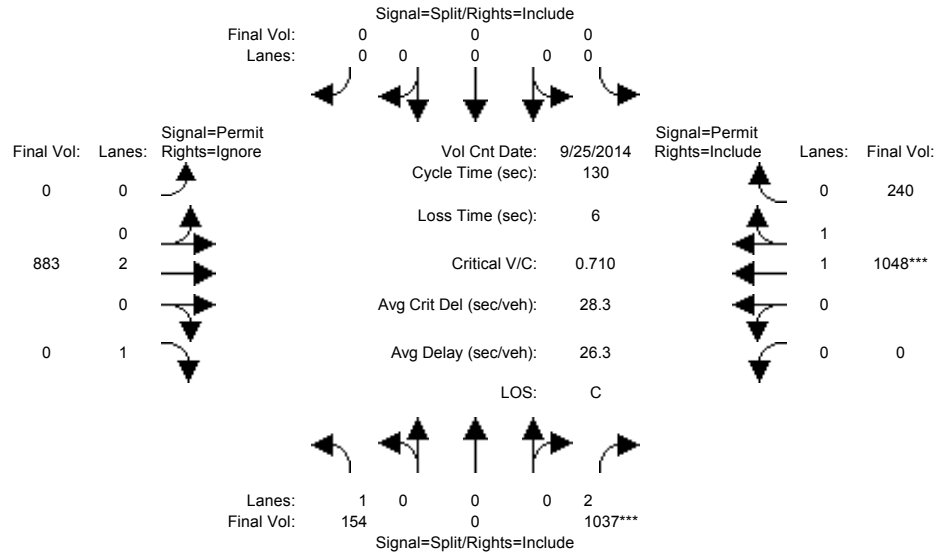 Signal=Split/Rights=Include
Final Vol: 0 0 0
Lanes: 0 0 0 0 0
Signal=Permit Signal=Permit
Final Vol: Lanes: Rights=Ignore Vol Cnt Date: 9/25/2014 Rights=Include Lanes: Final Vol:
Cycle Time (sec): 130
0 0 0 240
Loss Time (sec): 6
0 1
883 2 Critical V/C: 0.710 1 1048***
0 Avg Crit Del (sec/veh): 28.3 0
0 1 Avg Delay (sec/veh): 26.3 0 0
LOS: C
Lanes: 1 0 0 0 2
Final Vol: 154 0 1037***
Signal=Split/Rights=Include